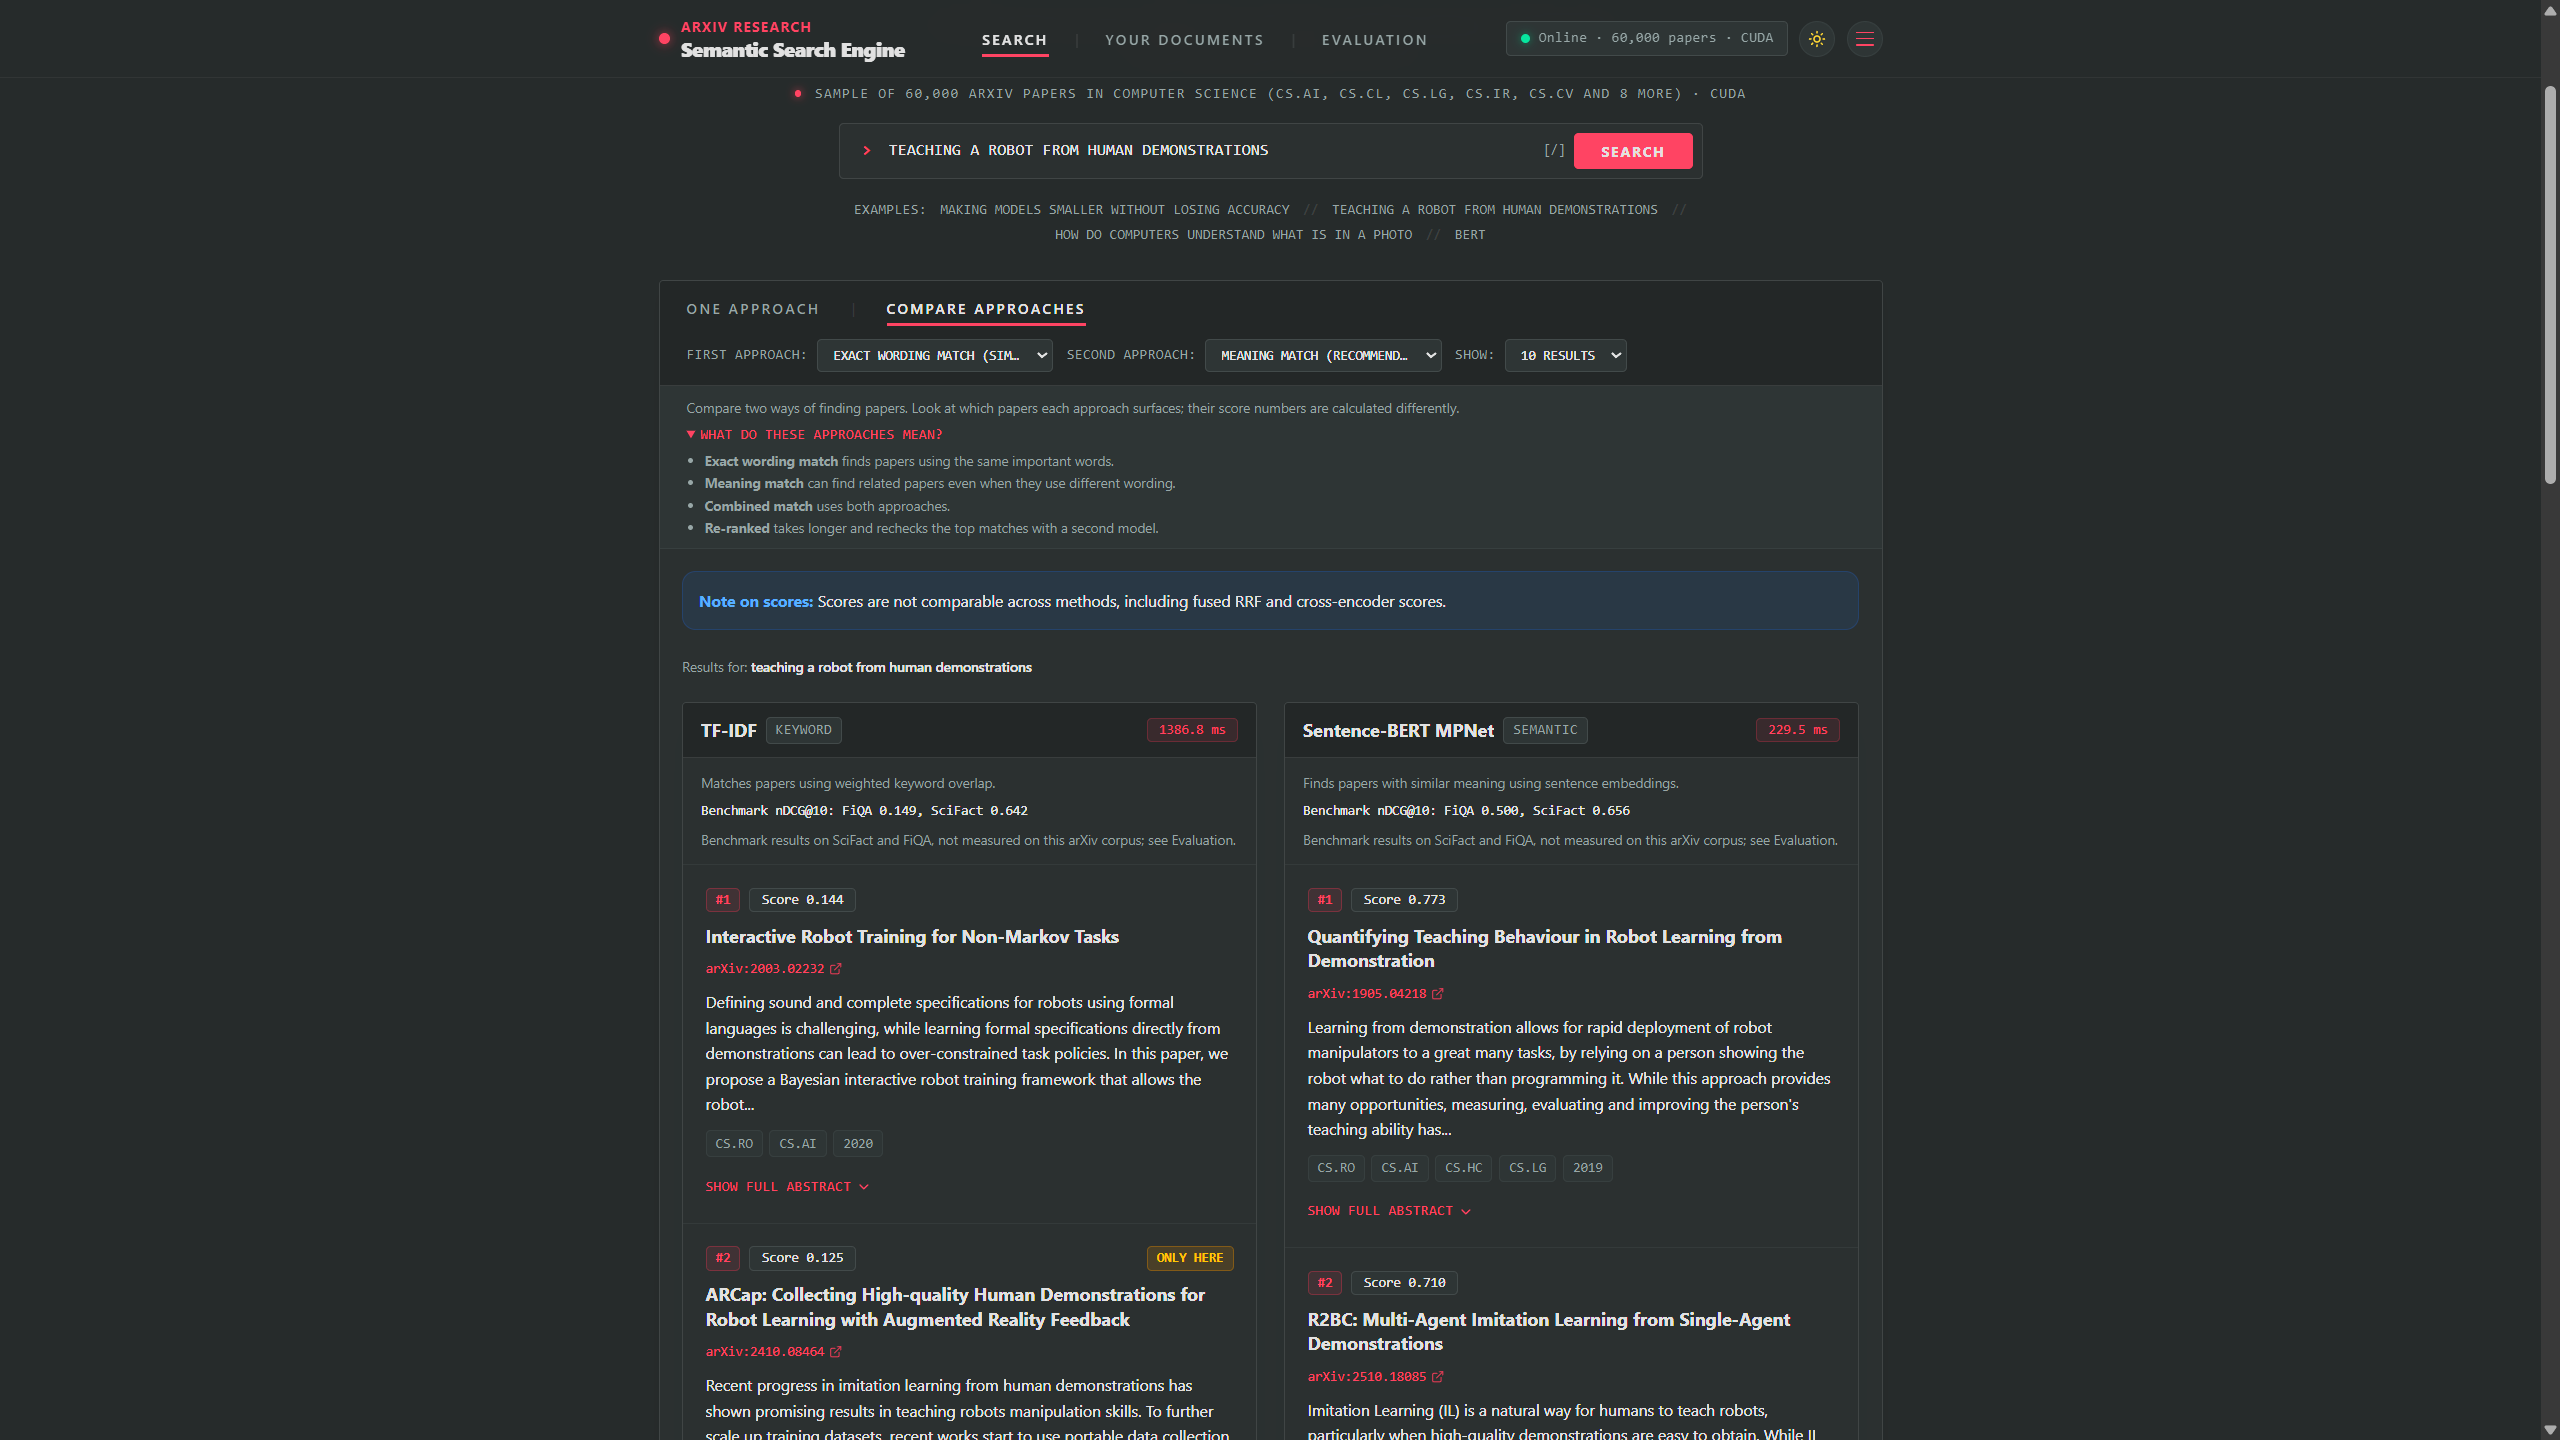 ARXIV RESEARCH
Semantic Search Engine
SEARCH | YOUR DOCUMENTS | EVALUATION
Online · 60,000 papers · CUDA
SAMPLE OF 60,000 ARXIV PAPERS IN COMPUTER SCIENCE (CS.AI, CS.CL, CS.LG, CS.IR, CS.CV AND 8 MORE) · CUDA
> TEACHING A ROBOT FROM HUMAN DEMONSTRATIONS [/] SEARCH
EXAMPLES: MAKING MODELS SMALLER WITHOUT LOSING ACCURACY // TEACHING A ROBOT FROM HUMAN DEMONSTRATIONS //
HOW DO COMPUTERS UNDERSTAND WHAT IS IN A PHOTO // BERT
ONE APPROACH | COMPARE APPROACHES
FIRST APPROACH: EXACT WORDING MATCH (SIM… SECOND APPROACH: MEANING MATCH (RECOMMEND… SHOW: 10 RESULTS
Compare two ways of finding papers. Look at which papers each approach surfaces; their score numbers are calculated differently.
▼ WHAT DO THESE APPROACHES MEAN?
• Exact wording match finds papers using the same important words.
• Meaning match can find related papers even when they use different wording.
• Combined match uses both approaches.
• Re-ranked takes longer and rechecks the top matches with a second model.
Note on scores: Scores are not comparable across methods, including fused RRF and cross-encoder scores.
Results for: teaching a robot from human demonstrations
TF-IDF KEYWORD 1386.8 ms
Matches papers using weighted keyword overlap.
Benchmark nDCG@10: FiQA 0.149, SciFact 0.642
Benchmark results on SciFact and FiQA, not measured on this arXiv corpus; see Evaluation.
#1 Score 0.144
Interactive Robot Training for Non-Markov Tasks
arXiv:2003.02232
Defining sound and complete specifications for robots using formal
languages is challenging, while learning formal specifications directly from
demonstrations can lead to over-constrained task policies. In this paper, we
propose a Bayesian interactive robot training framework that allows the
robot...
CS.RO CS.AI 2020
SHOW FULL ABSTRACT
#2 Score 0.125 ONLY HERE
ARCap: Collecting High-quality Human Demonstrations for
Robot Learning with Augmented Reality Feedback
arXiv:2410.08464
Recent progress in imitation learning from human demonstrations has
shown promising results in teaching robots manipulation skills. To further
scale up training datasets, recent works start to use portable data collection
Sentence-BERT MPNet SEMANTIC 229.5 ms
Finds papers with similar meaning using sentence embeddings.
Benchmark nDCG@10: FiQA 0.500, SciFact 0.656
Benchmark results on SciFact and FiQA, not measured on this arXiv corpus; see Evaluation.
#1 Score 0.773
Quantifying Teaching Behaviour in Robot Learning from
Demonstration
arXiv:1905.04218
Learning from demonstration allows for rapid deployment of robot
manipulators to a great many tasks, by relying on a person showing the
robot what to do rather than programming it. While this approach provides
many opportunities, measuring, evaluating and improving the person's
teaching ability has...
CS.RO CS.AI CS.HC CS.LG 2019
SHOW FULL ABSTRACT
#2 Score 0.710
R2BC: Multi-Agent Imitation Learning from Single-Agent
Demonstrations
arXiv:2510.18085
Imitation Learning (IL) is a natural way for humans to teach robots,
particularly when high-quality demonstrations are easy to obtain. While IL